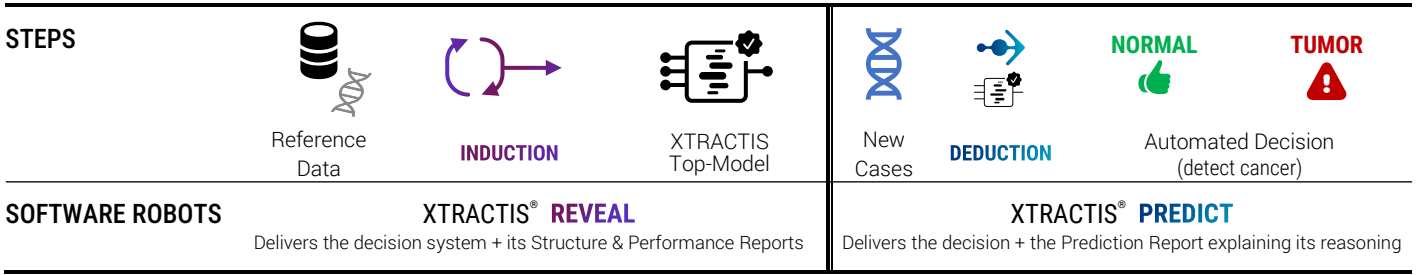 STEPS
NORMAL
TUMOR
Reference
Data
INDUCTION
XTRACTIS
Top-Model
New
Cases
DEDUCTION
Automated Decision
(detect cancer)
SOFTWARE ROBOTS
XTRACTIS® REVEAL
Delivers the decision system + its Structure & Performance Reports
XTRACTIS® PREDICT
Delivers the decision + the Prediction Report explaining its reasoning